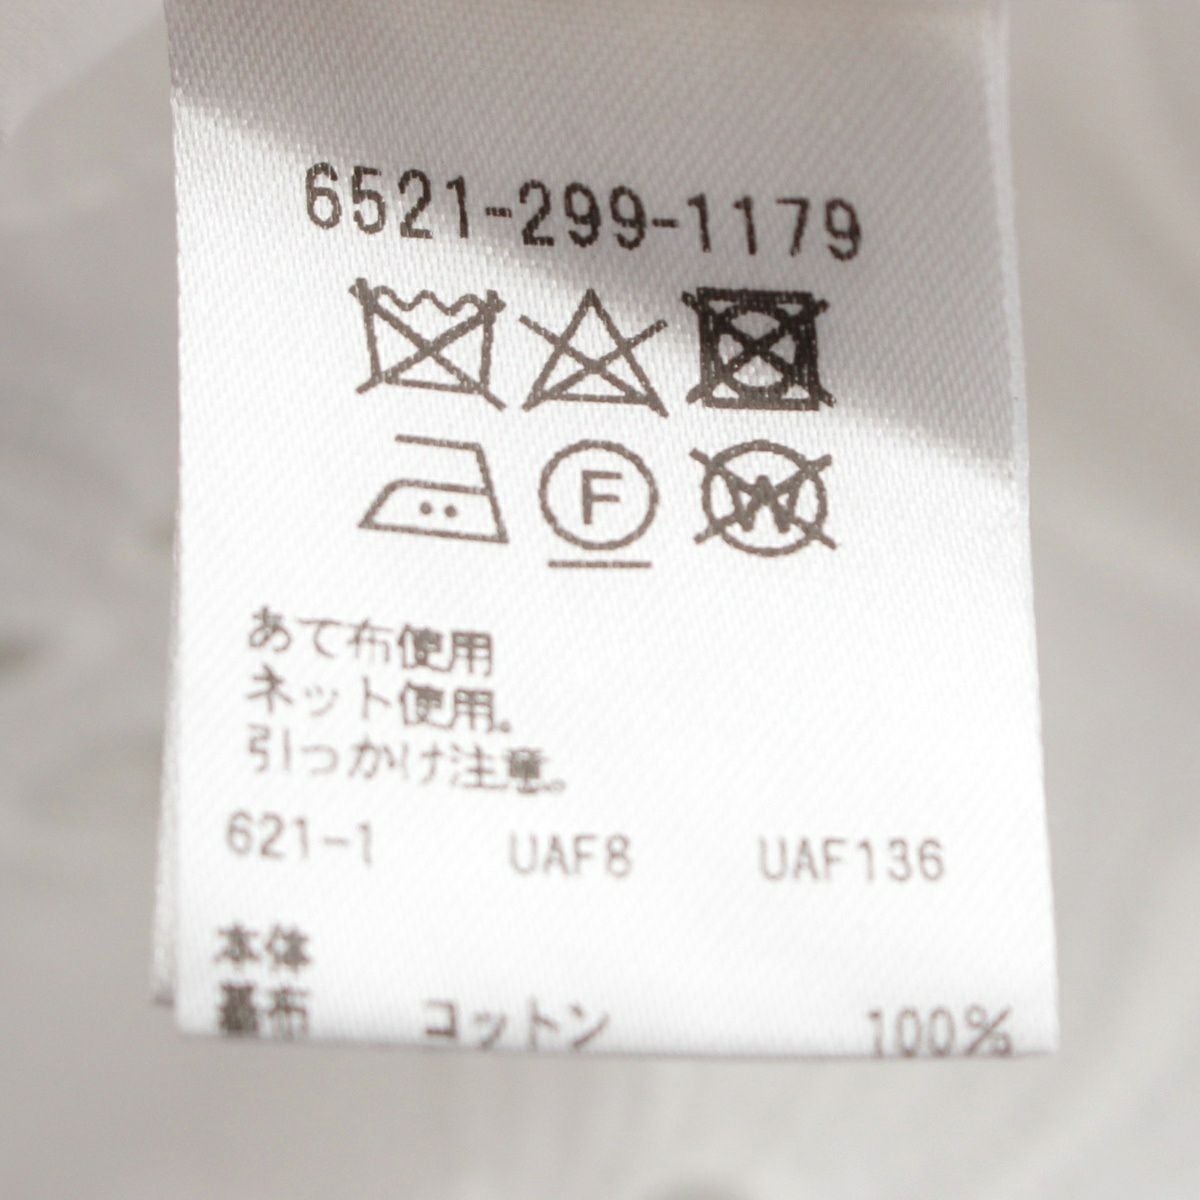 6521-299-1179
F W
あて布使用
ネット使用。
引っかけ注意。
621-1 UAF8 UAF136
本体
基布 コットン 100%